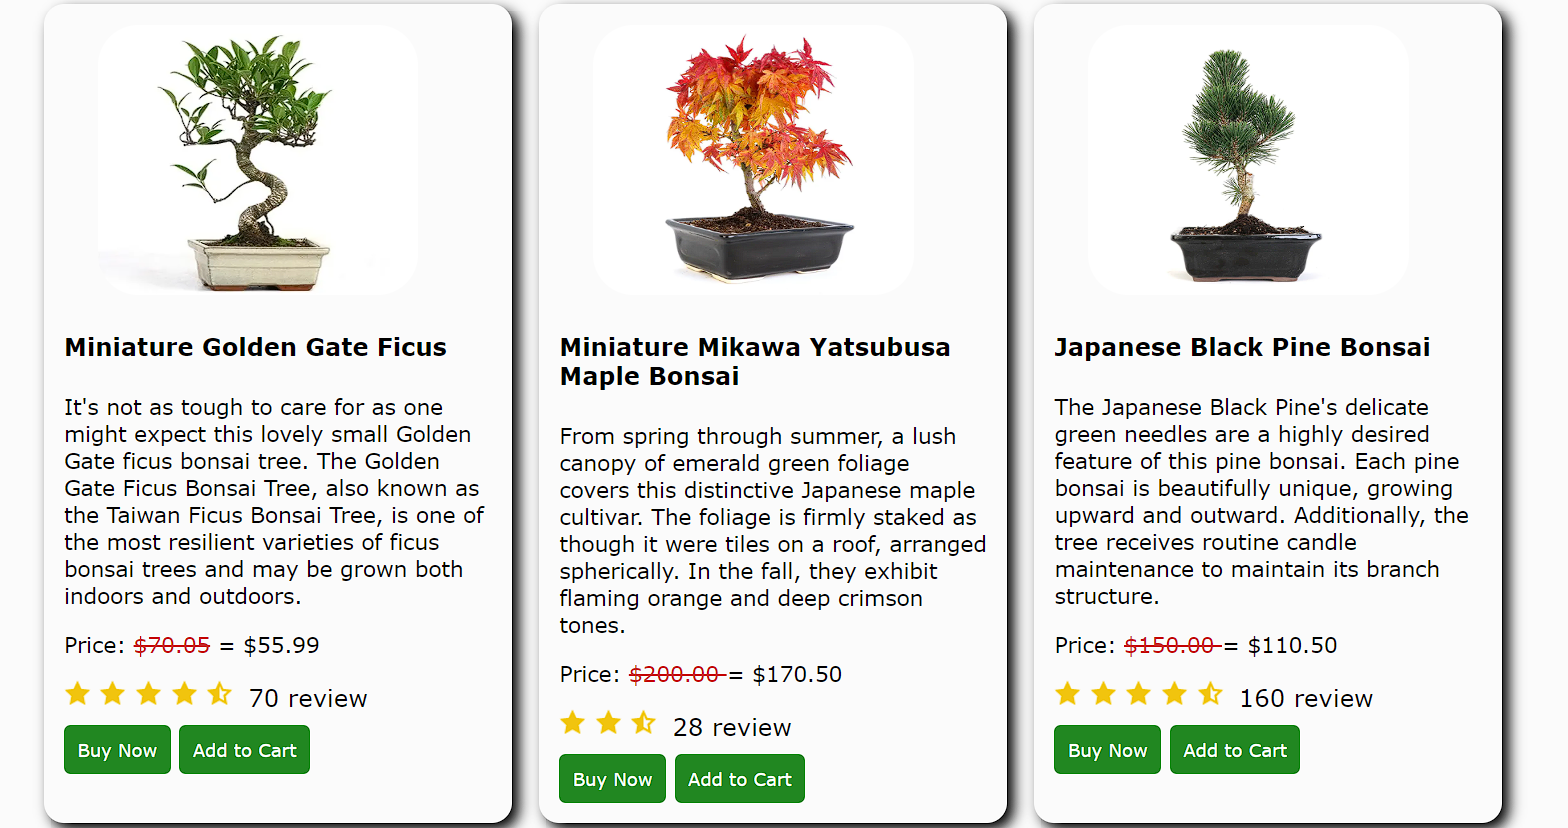 Miniature Golden Gate Ficus
It's not as tough to care for as one
might expect this lovely small Golden
Gate ficus bonsai tree. The Golden
Gate Ficus Bonsai Tree, also known as
the Taiwan Ficus Bonsai Tree, is one of
the most resilient varieties of ficus
bonsai trees and may be grown both
indoors and outdoors.
Price: $70.05 = $55.99
70 review
Buy Now Add to Cart
Miniature Mikawa Yatsubusa
Maple Bonsai
From spring through summer, a lush
canopy of emerald green foliage
covers this distinctive Japanese maple
cultivar. The foliage is firmly staked as
though it were tiles on a roof, arranged
spherically. In the fall, they exhibit
flaming orange and deep crimson
tones.
Price: $200.00 = $170.50
28 review
Buy Now Add to Cart
Japanese Black Pine Bonsai
The Japanese Black Pine's delicate
green needles are a highly desired
feature of this pine bonsai. Each pine
bonsai is beautifully unique, growing
upward and outward. Additionally, the
tree receives routine candle
maintenance to maintain its branch
structure.
Price: $150.00 = $110.50
160 review
Buy Now Add to Cart